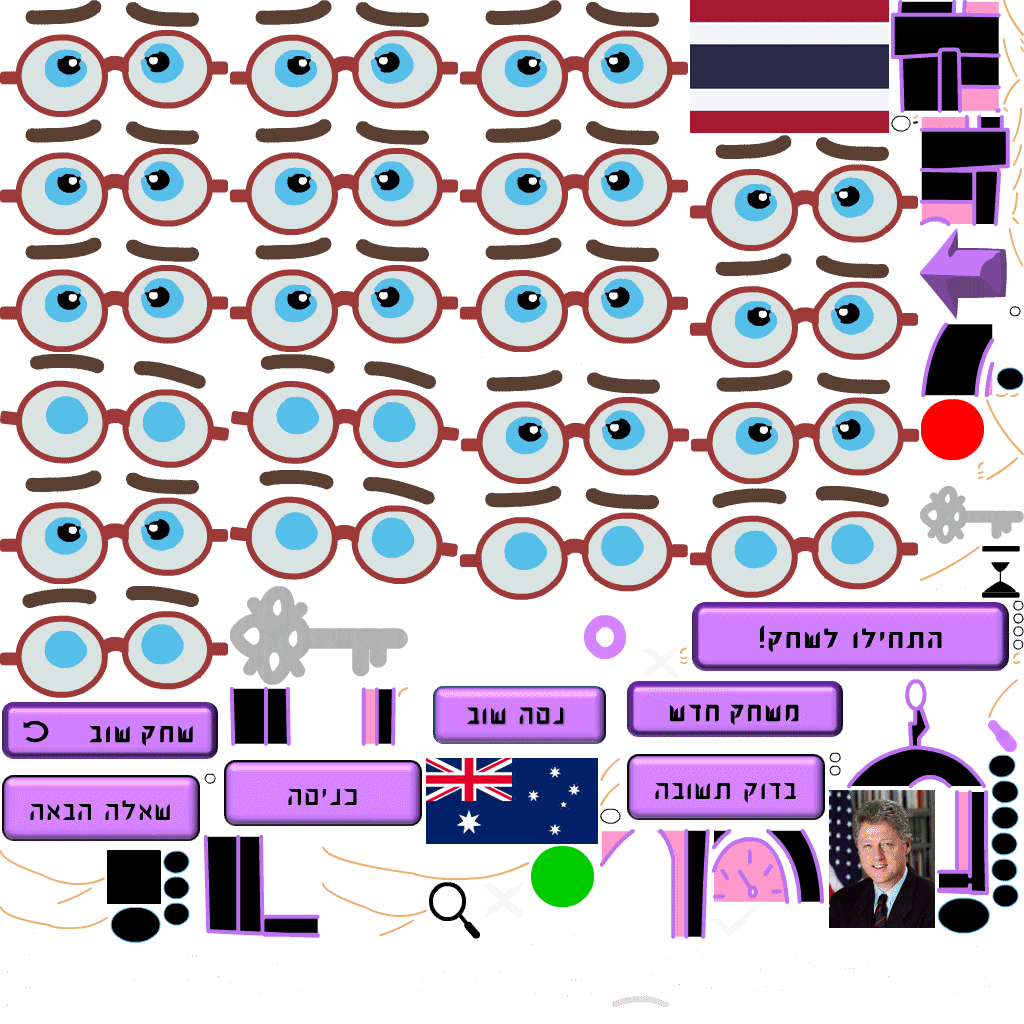 התחילו לשחק!
שחק שוב
נסה שוב
משחק חדש
שאלה הבאה
כניסה
בדוק תשובה